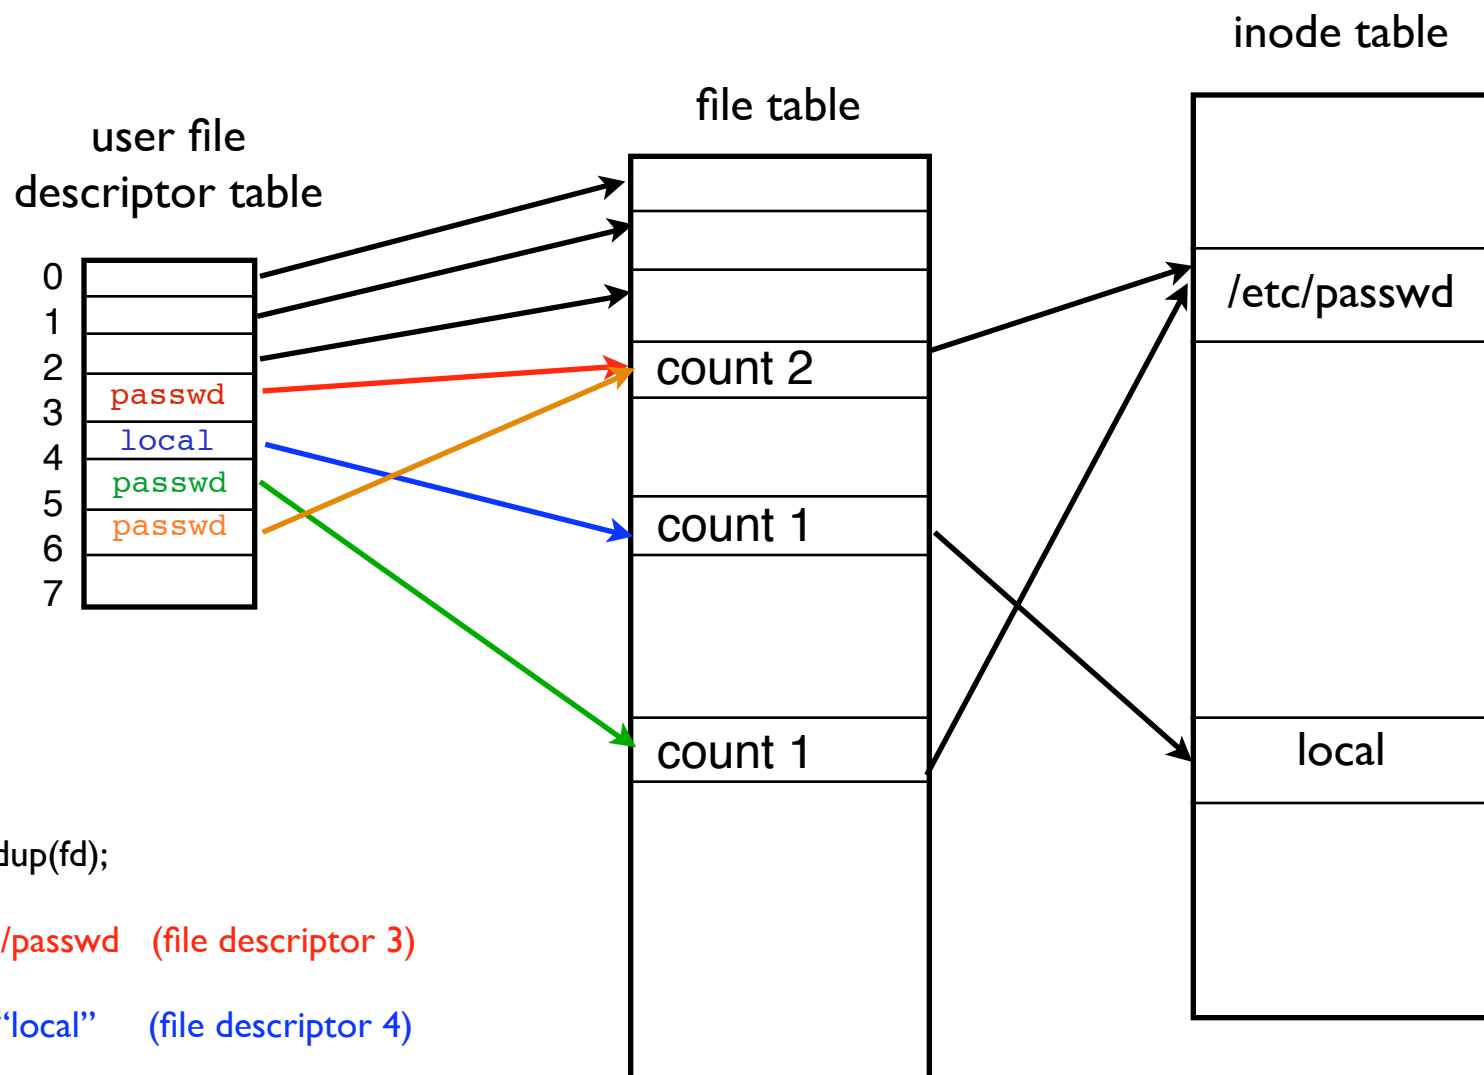 inode table
file table
user file
descriptor table
0
1
2
3
4
5
6
7
passwd
local
passwd
passwd
count 2
count 1
count 1
/etc/passwd
local
dup(fd);
/passwd (file descriptor 3)
“local” (file descriptor 4)